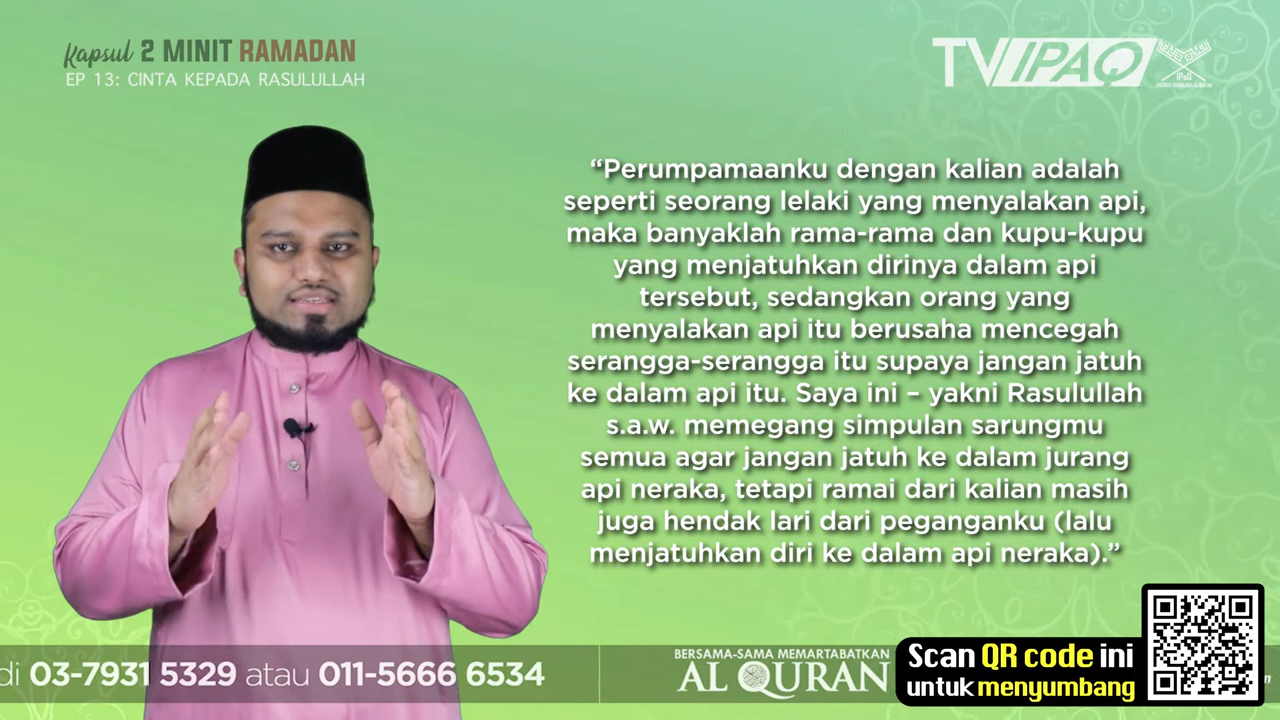 Kapsul 2 MINIT RAMADAN
EP 13: CINTA KEPADA RASULULLAH
TVIPAQ
“Perumpamaanku dengan kalian adalah
seperti seorang lelaki yang menyalakan api,
maka banyaklah rama-rama dan kupu-kupu
yang menjatuhkan dirinya dalam api
tersebut, sedangkan orang yang
menyalakan api itu berusaha mencegah
serangga-serangga itu supaya jangan jatuh
ke dalam api itu. Saya ini – yakni Rasulullah
s.a.w. memegang simpulan sarungmu
semua agar jangan jatuh ke dalam jurang
api neraka, tetapi ramai dari kalian masih
juga hendak lari dari peganganku (lalu
menjatuhkan diri ke dalam api neraka).”
di 03-7931 5329 atau 011-5666 6534
BERSAMA-SAMA MEMARTABATKAN
AL QURAN
Scan QR code ini
untuk menyumbang